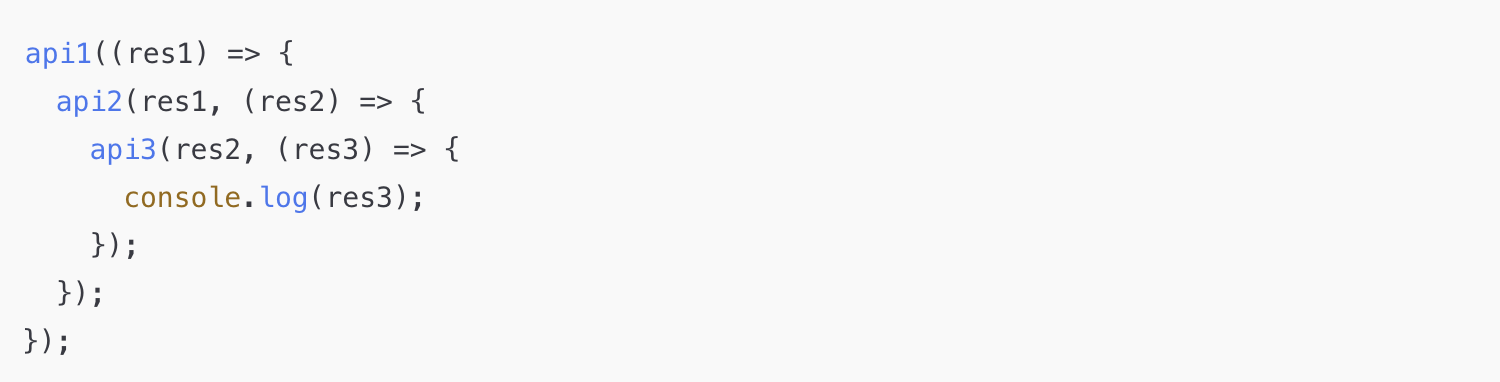 api1((res1) => {
  api2(res1, (res2) => {
    api3(res2, (res3) => {
      console.log(res3);
    });
  });
});